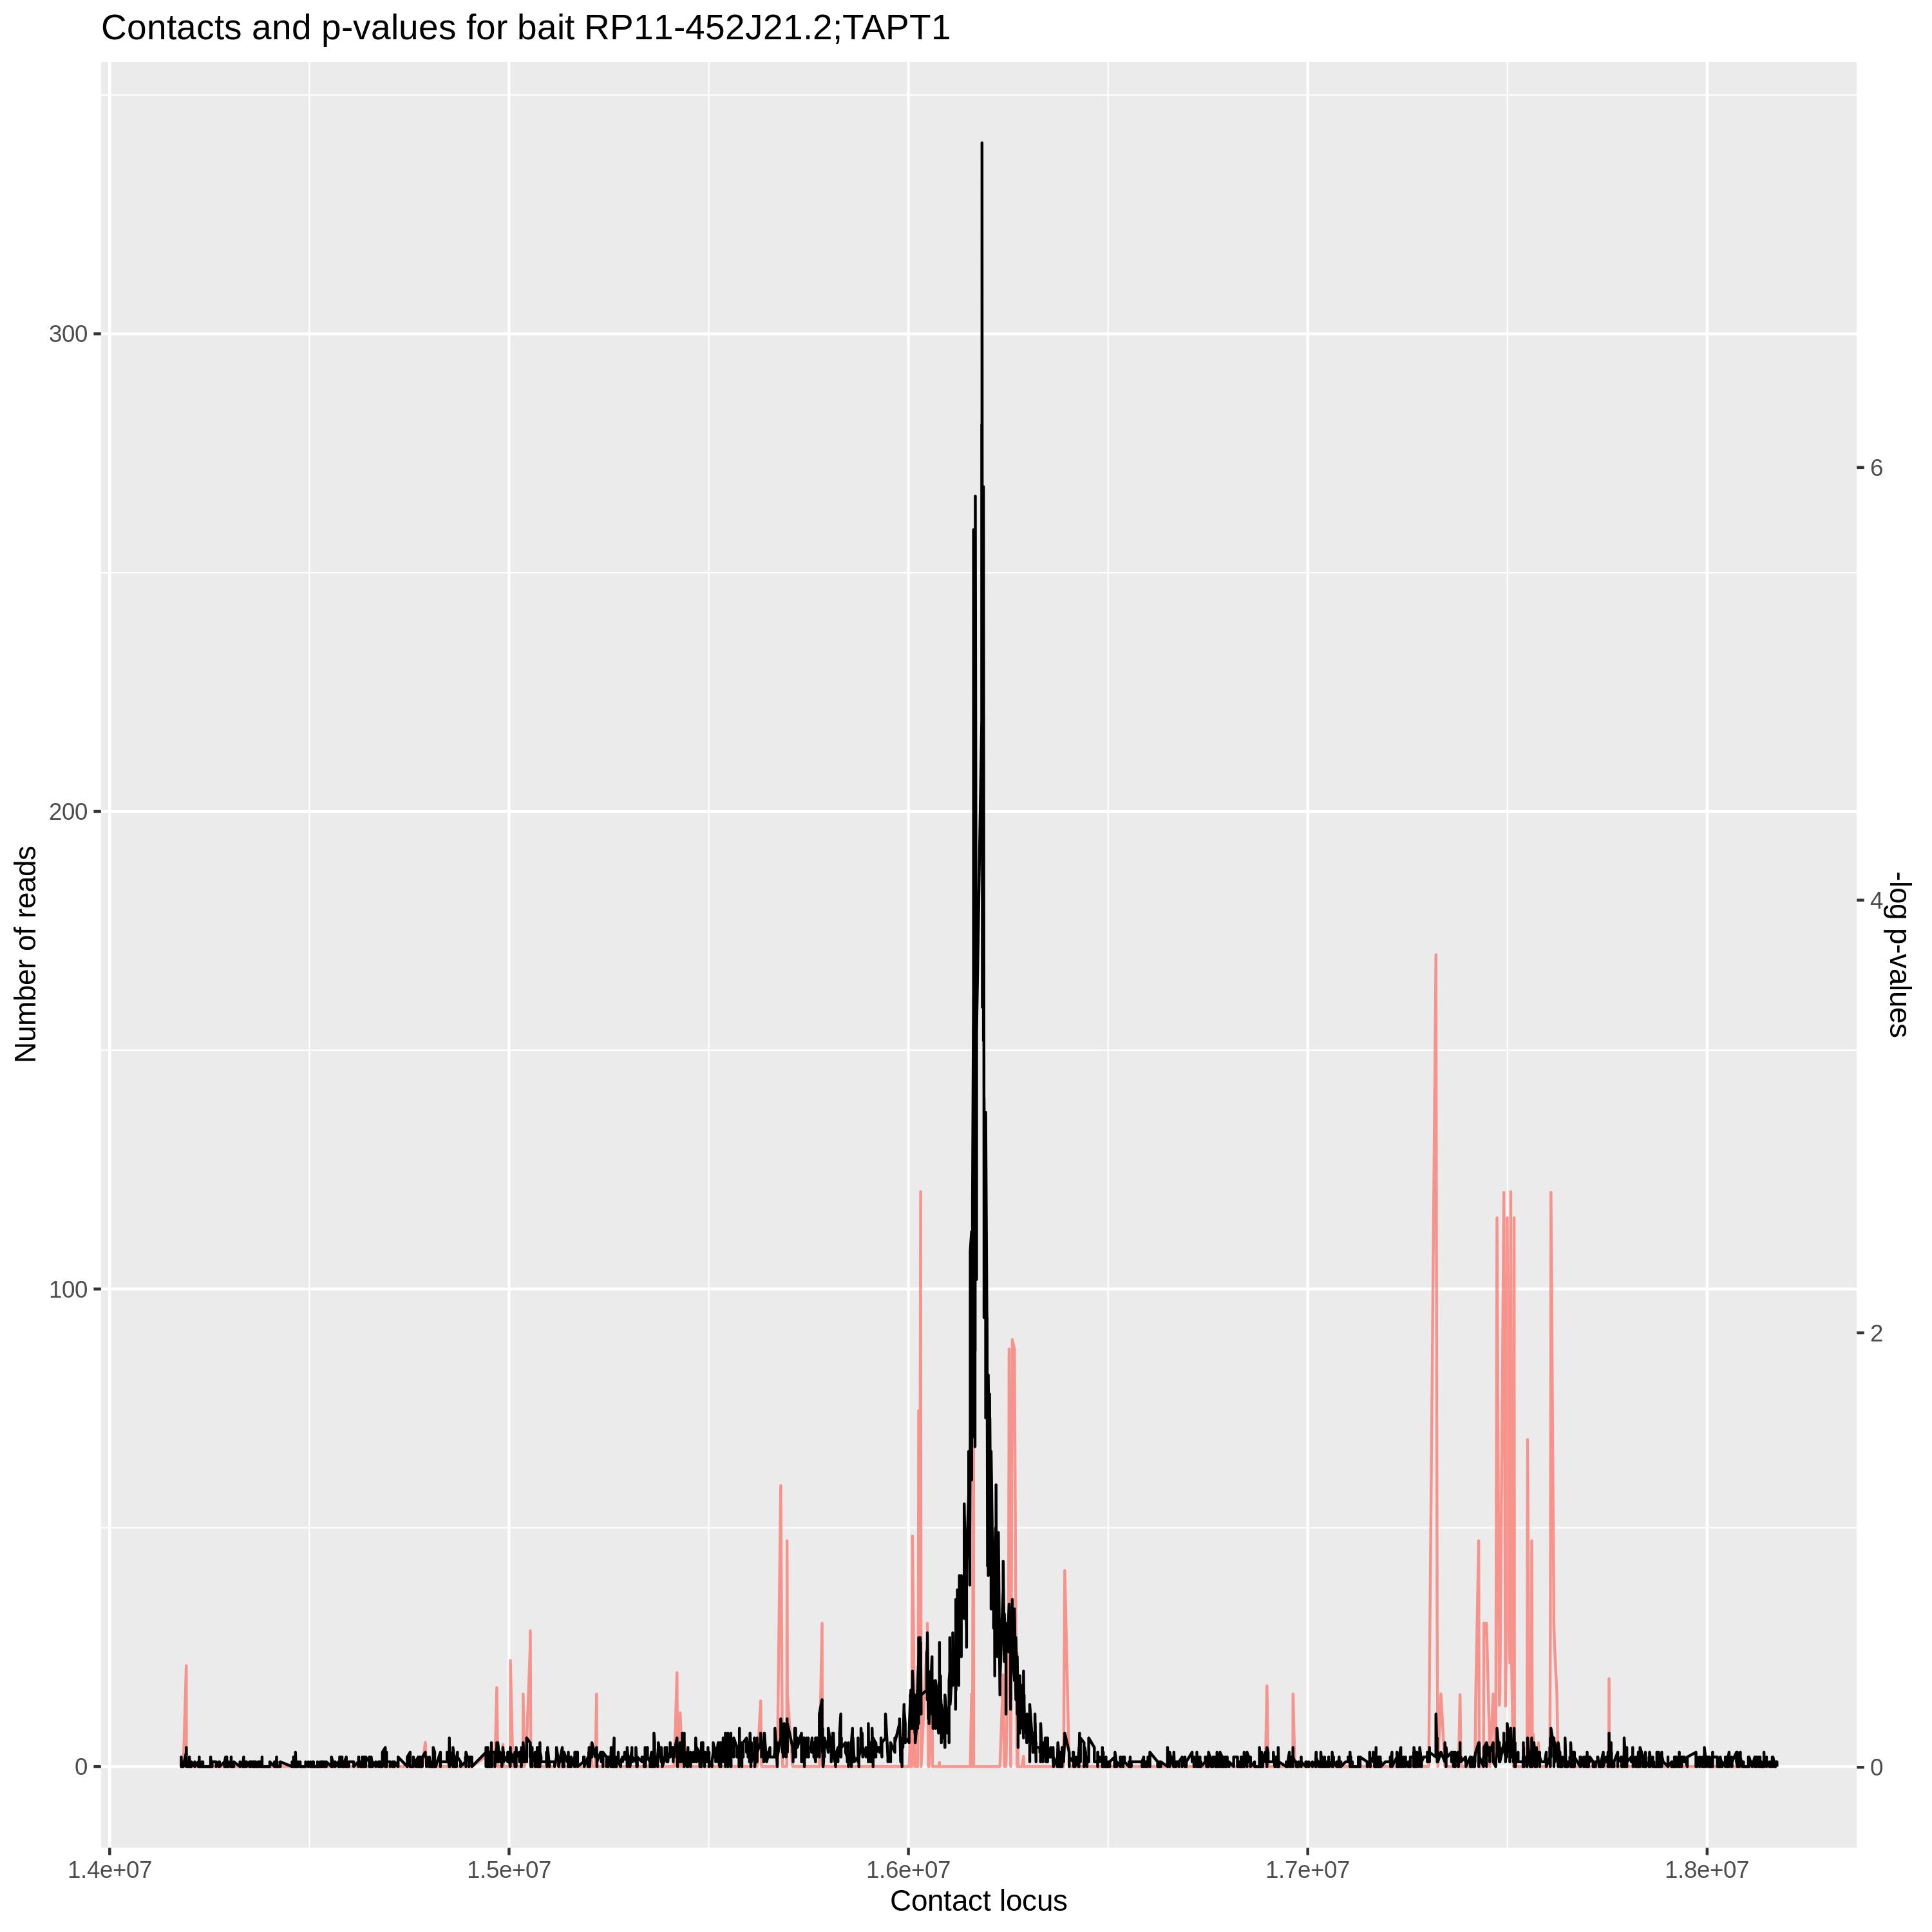 Contacts and p-values for bait RP11-452J21.2;TAPT1
300
200
100
0
Number of reads
6
4
2
0
-log p-values
1.4e+07 1.5e+07 1.6e+07 1.7e+07 1.8e+07
Contact locus